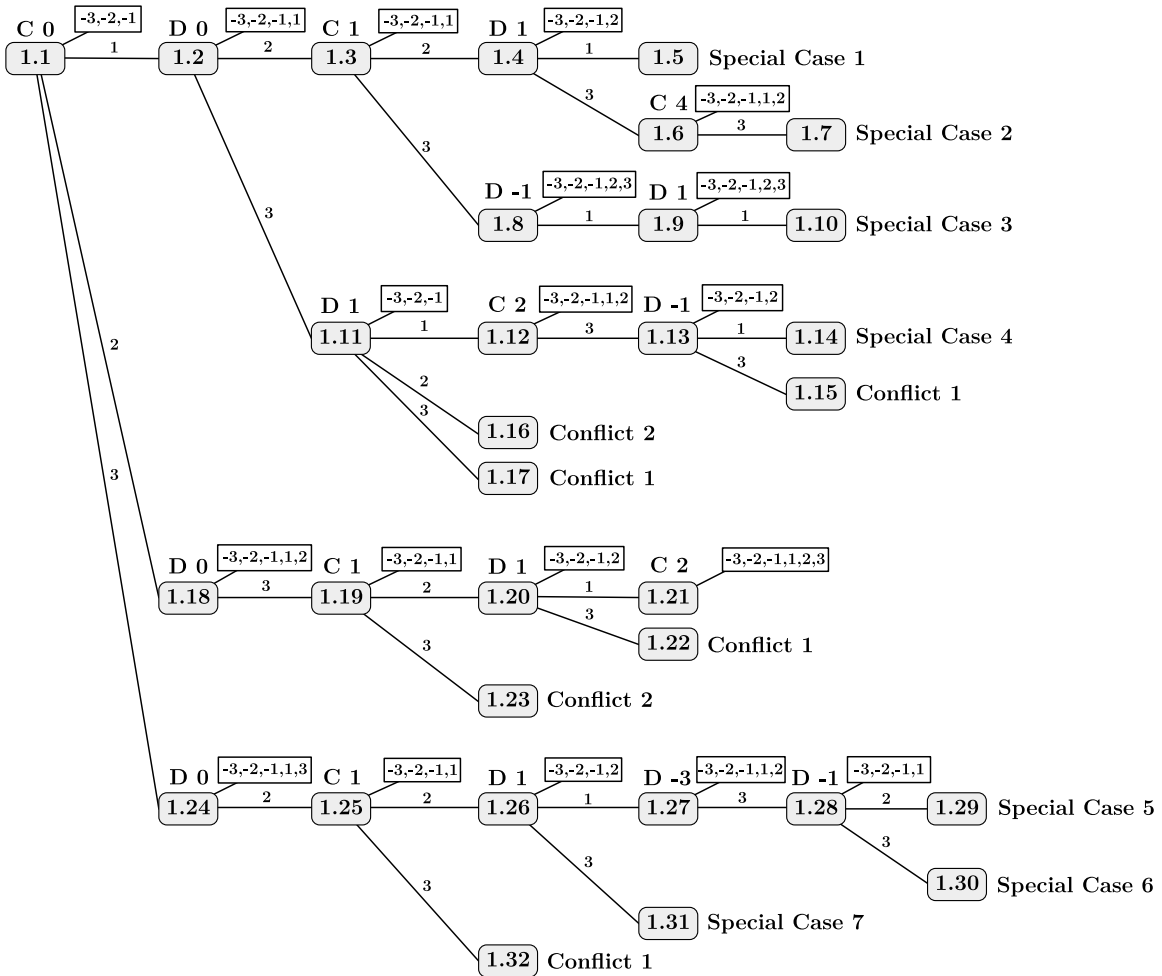 C 0 -3,-2,-1 D 0 -3,-2,-1,1 C 1 -3,-2,-1,1 D 1 -3,-2,-1,2
1.1 1 1.2 2 1.3 2 1.4 1 1.5 Special Case 1
3 C 4 -3,-2,-1,1,2
1.6 3 1.7 Special Case 2
3
D -1 -3,-2,-1,2,3 D 1 -3,-2,-1,2,3
3 1.8 1 1.9 1 1.10 Special Case 3
D 1 -3,-2,-1 C 2 -3,-2,-1,1,2 D -1 -3,-2,-1,2
2 1.11 1 1.12 3 1.13 1 1.14 Special Case 4
3
2 1.15 Conflict 1
3
1.16 Conflict 2
3 1.17 Conflict 1
D 0 -3,-2,-1,1,2 C 1 -3,-2,-1,1 D 1 -3,-2,-1,2 C 2 -3,-2,-1,1,2,3
1.18 3 1.19 2 1.20 1 1.21
3
3 1.22 Conflict 1
1.23 Conflict 2
D 0 -3,-2,-1,1,3 C 1 -3,-2,-1,1 D 1 -3,-2,-1,2 D -3 -3,-2,-1,1,2 D -1 -3,-2,-1,1
1.24 2 1.25 2 1.26 1 1.27 3 1.28 2 1.29 Special Case 5
3
3 3 1.30 Special Case 6
1.31 Special Case 7
1.32 Conflict 1